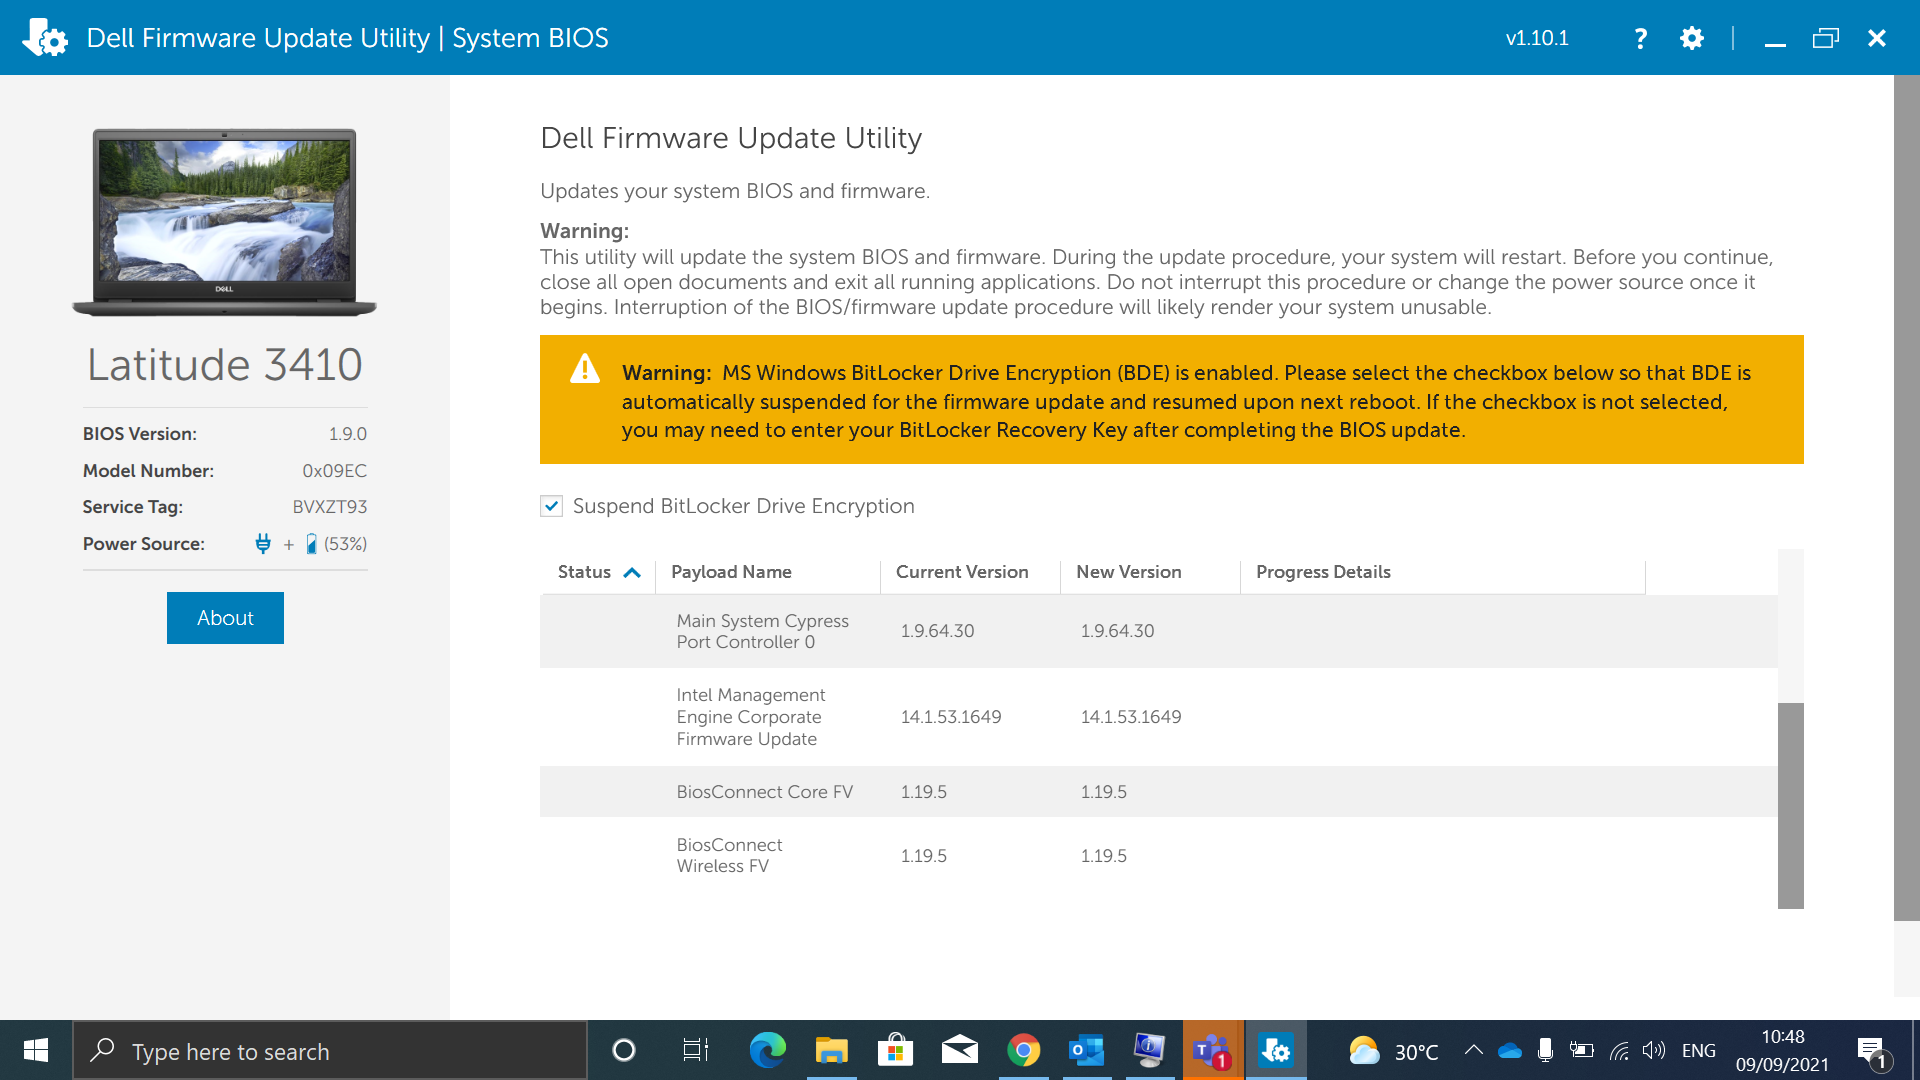 Dell Firmware Update Utility | System BIOS
v1.10.1
?
DELL
Latitude 3410
BIOS Version: 1.9.0
Model Number: 0x09EC
Service Tag: BVXZT93
Power Source: + (53%)
About
Dell Firmware Update Utility
Updates your system BIOS and firmware.
Warning:
This utility will update the system BIOS and firmware. During the update procedure, your system will restart. Before you continue,
close all open documents and exit all running applications. Do not interrupt this procedure or change the power source once it
begins. Interruption of the BIOS/firmware update procedure will likely render your system unusable.
Warning: MS Windows BitLocker Drive Encryption (BDE) is enabled. Please select the checkbox below so that BDE is
automatically suspended for the firmware update and resumed upon next reboot. If the checkbox is not selected,
you may need to enter your BitLocker Recovery Key after completing the BIOS update.
Suspend BitLocker Drive Encryption
Status Payload Name Current Version New Version Progress Details
Main System Cypress
Port Controller 0
1.9.64.30 1.9.64.30
Intel Management
Engine Corporate
Firmware Update
14.1.53.1649 14.1.53.1649
BiosConnect Core FV 1.19.5 1.19.5
BiosConnect
Wireless FV
1.19.5 1.19.5
Type here to search
1
30°C
ENG
10:48
09/09/2021
1